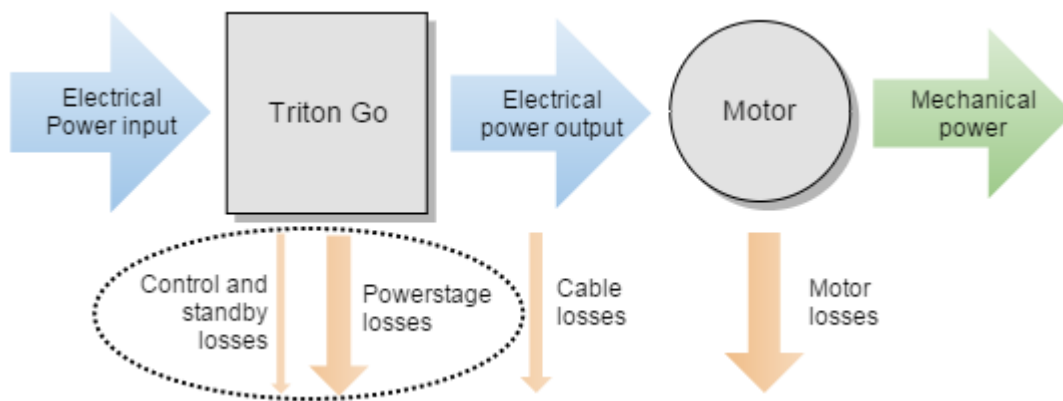 Electrical
Power input
Triton Go
Electrical
power output
Motor
Mechanical
power
Control and
standby
losses
Powerstage
losses
Cable
losses
Motor
losses